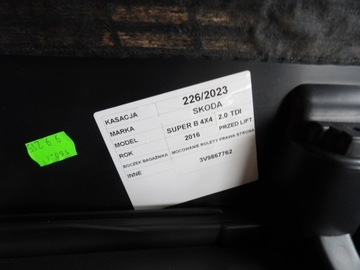 KASACJA 226/2023
MARKA SKODA
MODEL SUPER B 4X4 2.0 TDI
ROK 2016 PRZED LIFT
BOCZEK BAGAŻNIKA MOCOWANIE ROLETY PRAWA STRONA
INNE 3V9867762